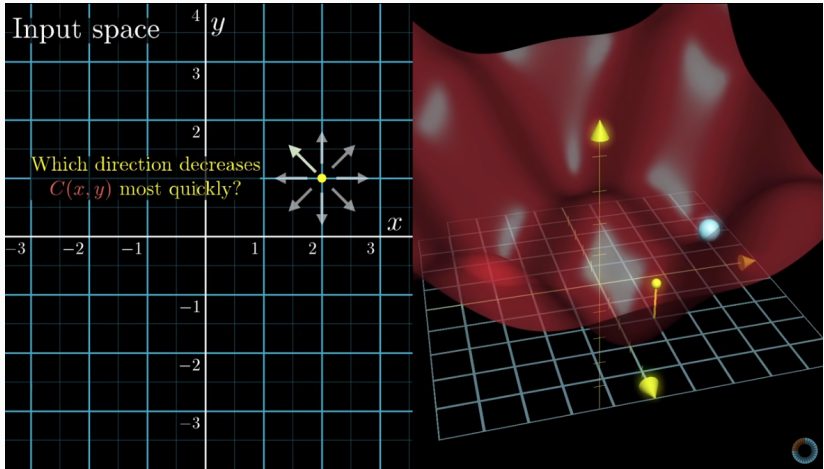 Input space
y
4
3
2
Which direction decreases
C(x, y) most quickly?
x
−3 −2 −1 1 2 3
−1
−2
−3